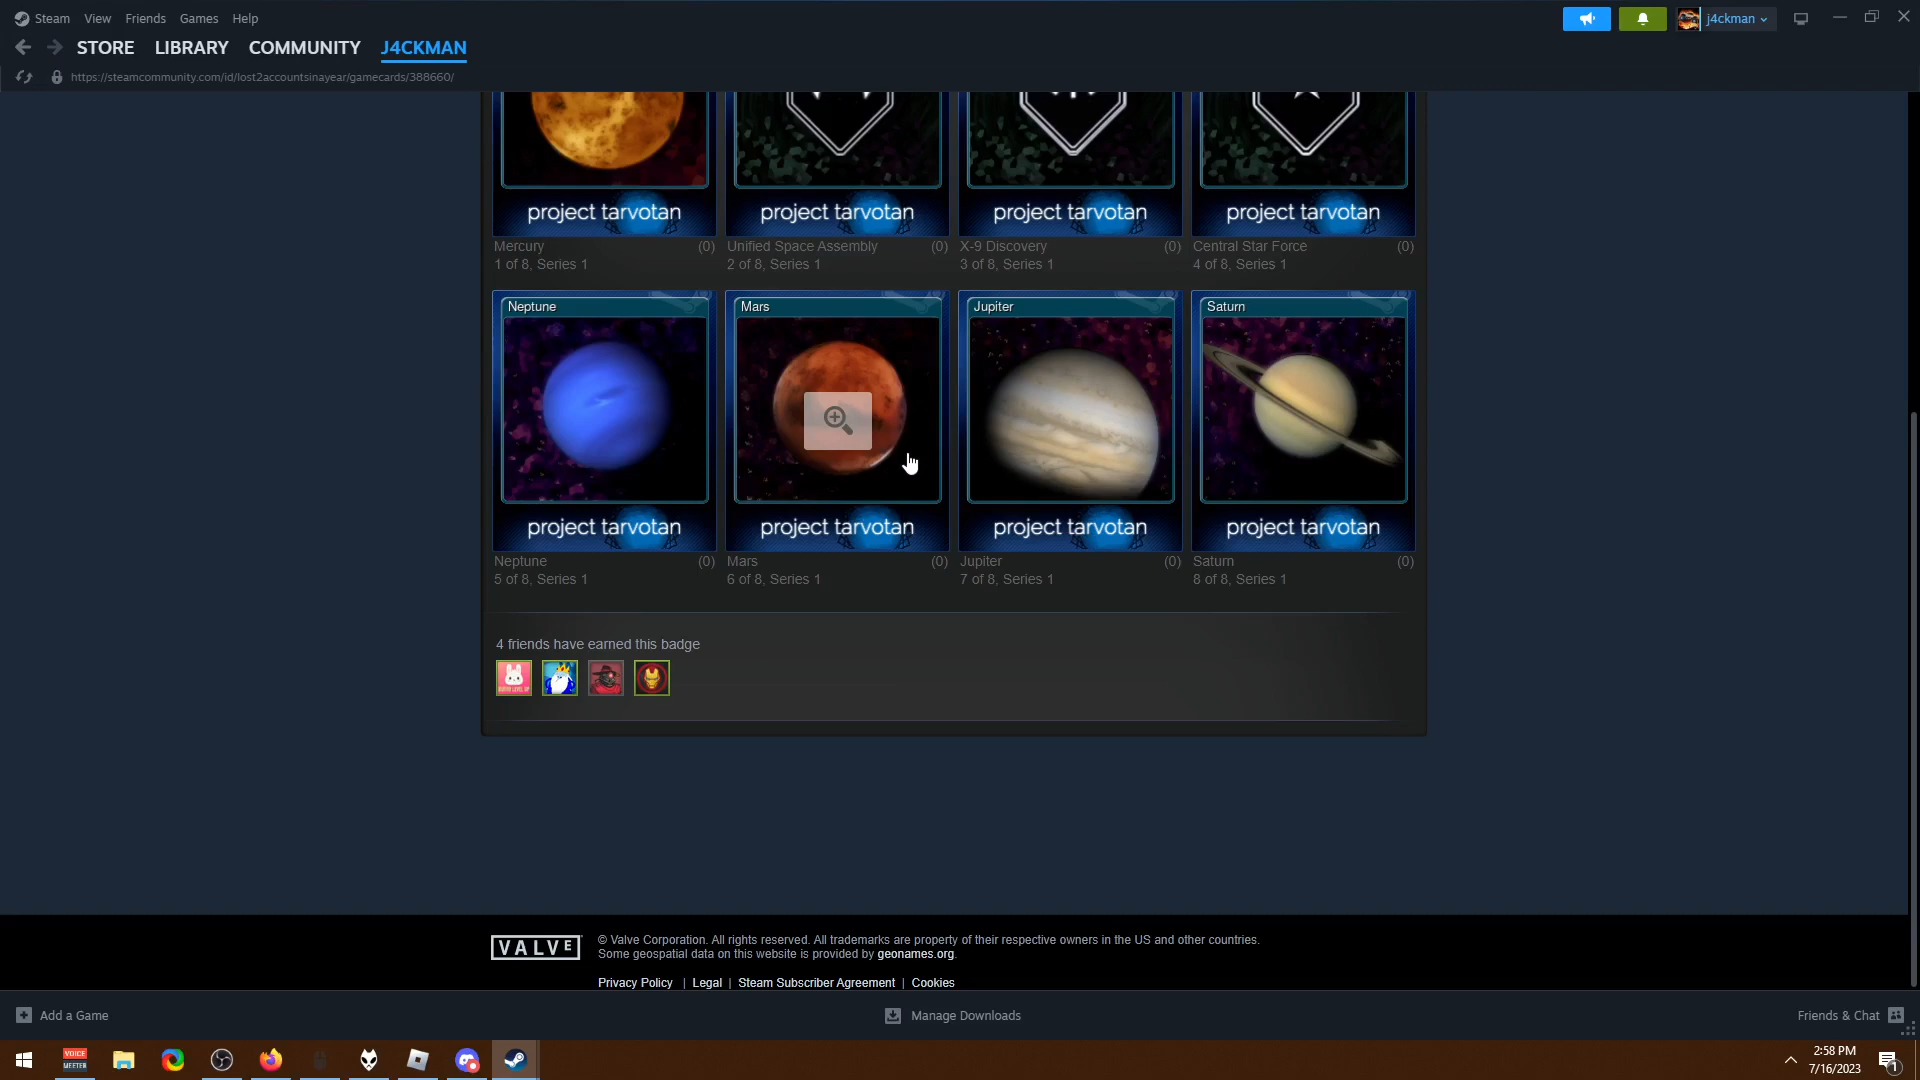 Steam View Friends Games Help
j4ckman
STORE LIBRARY COMMUNITY J4CKMAN
https://steamcommunity.com/id/lost2accountsinayear/gamecards/388660/
project tarvotan project tarvotan project tarvotan project tarvotan
Mercury (0) Unified Space Assembly (0) X-9 Discovery (0) Central Star Force (0)
1 of 8, Series 1 2 of 8, Series 1 3 of 8, Series 1 4 of 8, Series 1
Neptune Mars Jupiter Saturn
project tarvotan project tarvotan project tarvotan project tarvotan
Neptune (0) Mars (0) Jupiter (0) Saturn (0)
5 of 8, Series 1 6 of 8, Series 1 7 of 8, Series 1 8 of 8, Series 1
4 friends have earned this badge
VALVE
© Valve Corporation. All rights reserved. All trademarks are property of their respective owners in the US and other countries.
Some geospatial data on this website is provided by geonames.org.
Privacy Policy | Legal | Steam Subscriber Agreement | Cookies
Add a Game Manage Downloads Friends & Chat
VOICE
MEETER
2:58 PM
7/16/2023
1